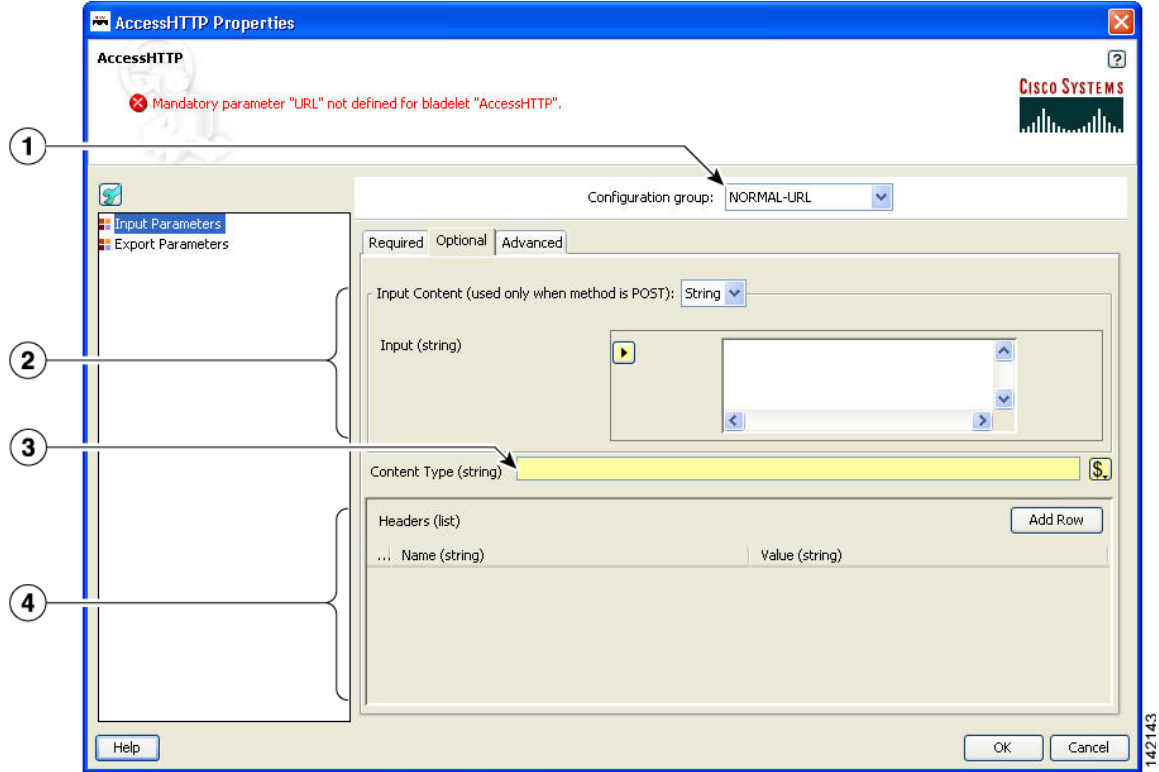 AccessHTTP Properties
AccessHTTP
?
Mandatory parameter "URL" not defined for bladelet "AccessHTTP".
CISCO SYSTEMS
1
Configuration group: NORMAL-URL
Input Parameters
Export Parameters
Required Optional Advanced
Input Content (used only when method is POST): String
2
Input (string)
3
Content Type (string)
$.
Headers (list)
Add Row
... Name (string) Value (string)
4
Help
OK
Cancel
142143